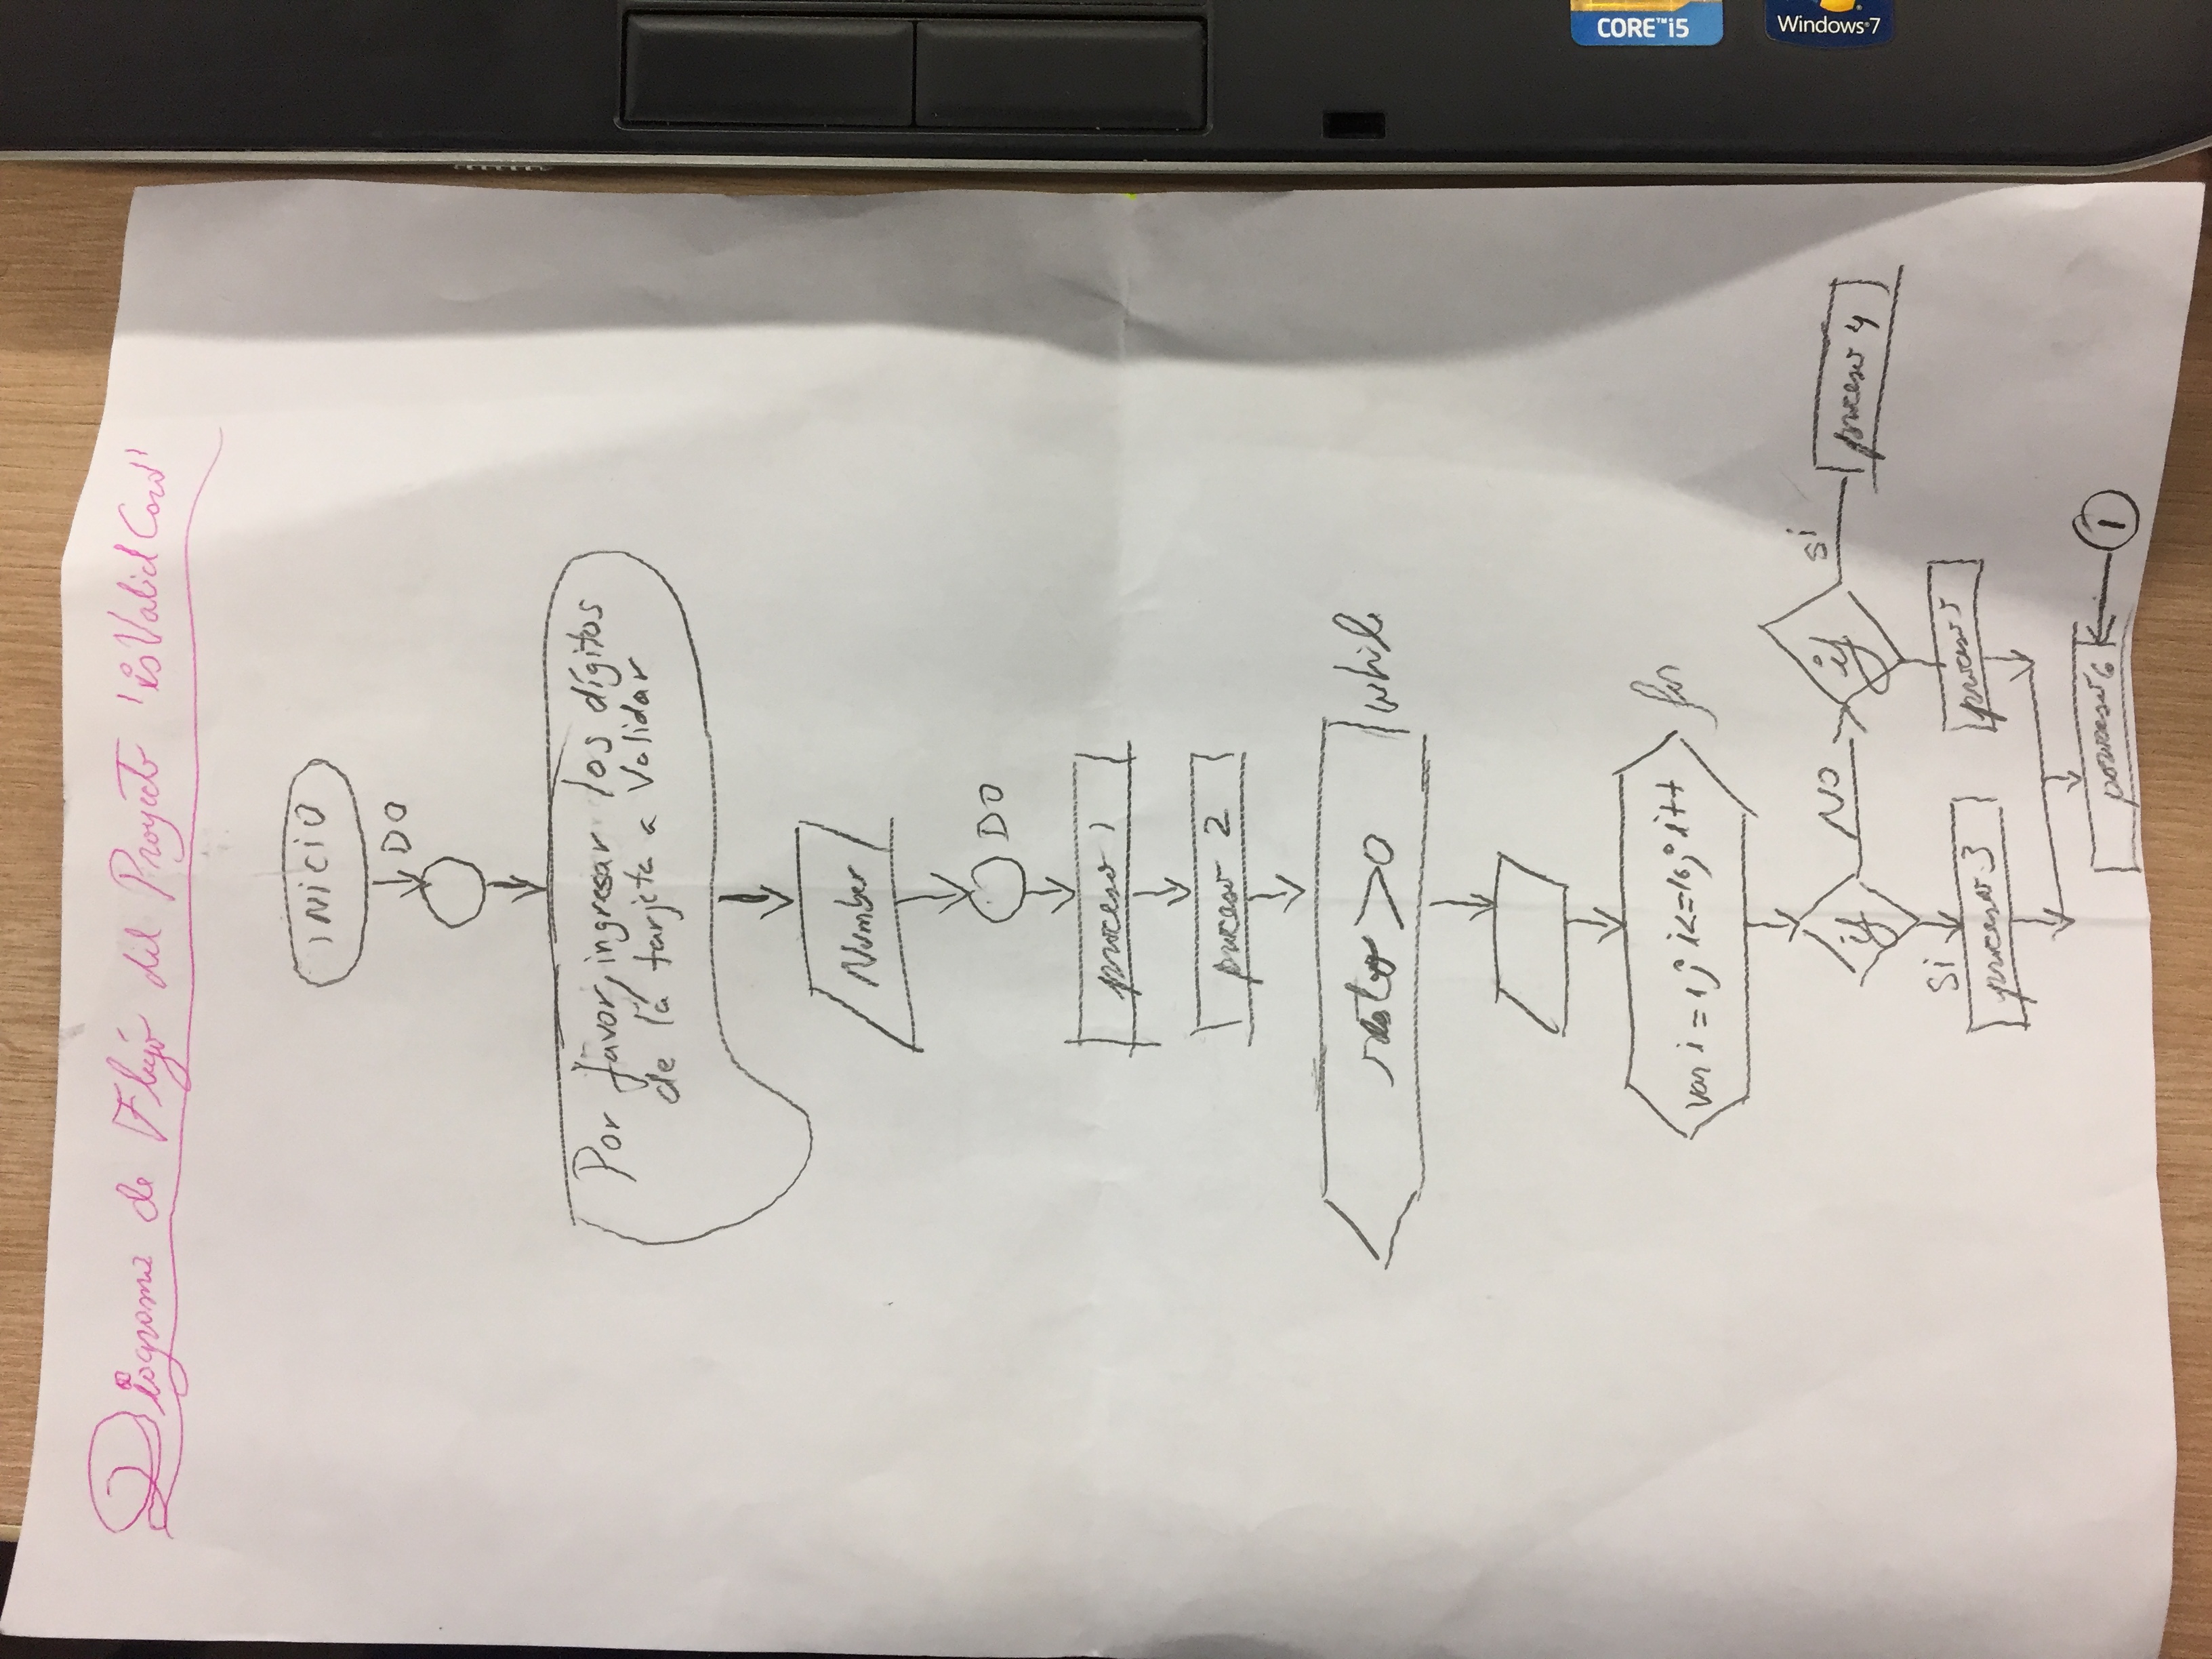 Diagrama de Flujo del Proyecto 'isValidCard'
INICIO
DO
Por favor, ingresar los dígitos
de la tarjeta a Validar
Number
DO
proceso 1
proceso 2
resto >0
while
var i = 1; i<=16; i++
for
if
NO
if
Si
proceso 4
Si
proceso 3
proceso 5
proceso 6
1
CORE™ i5
Windows 7